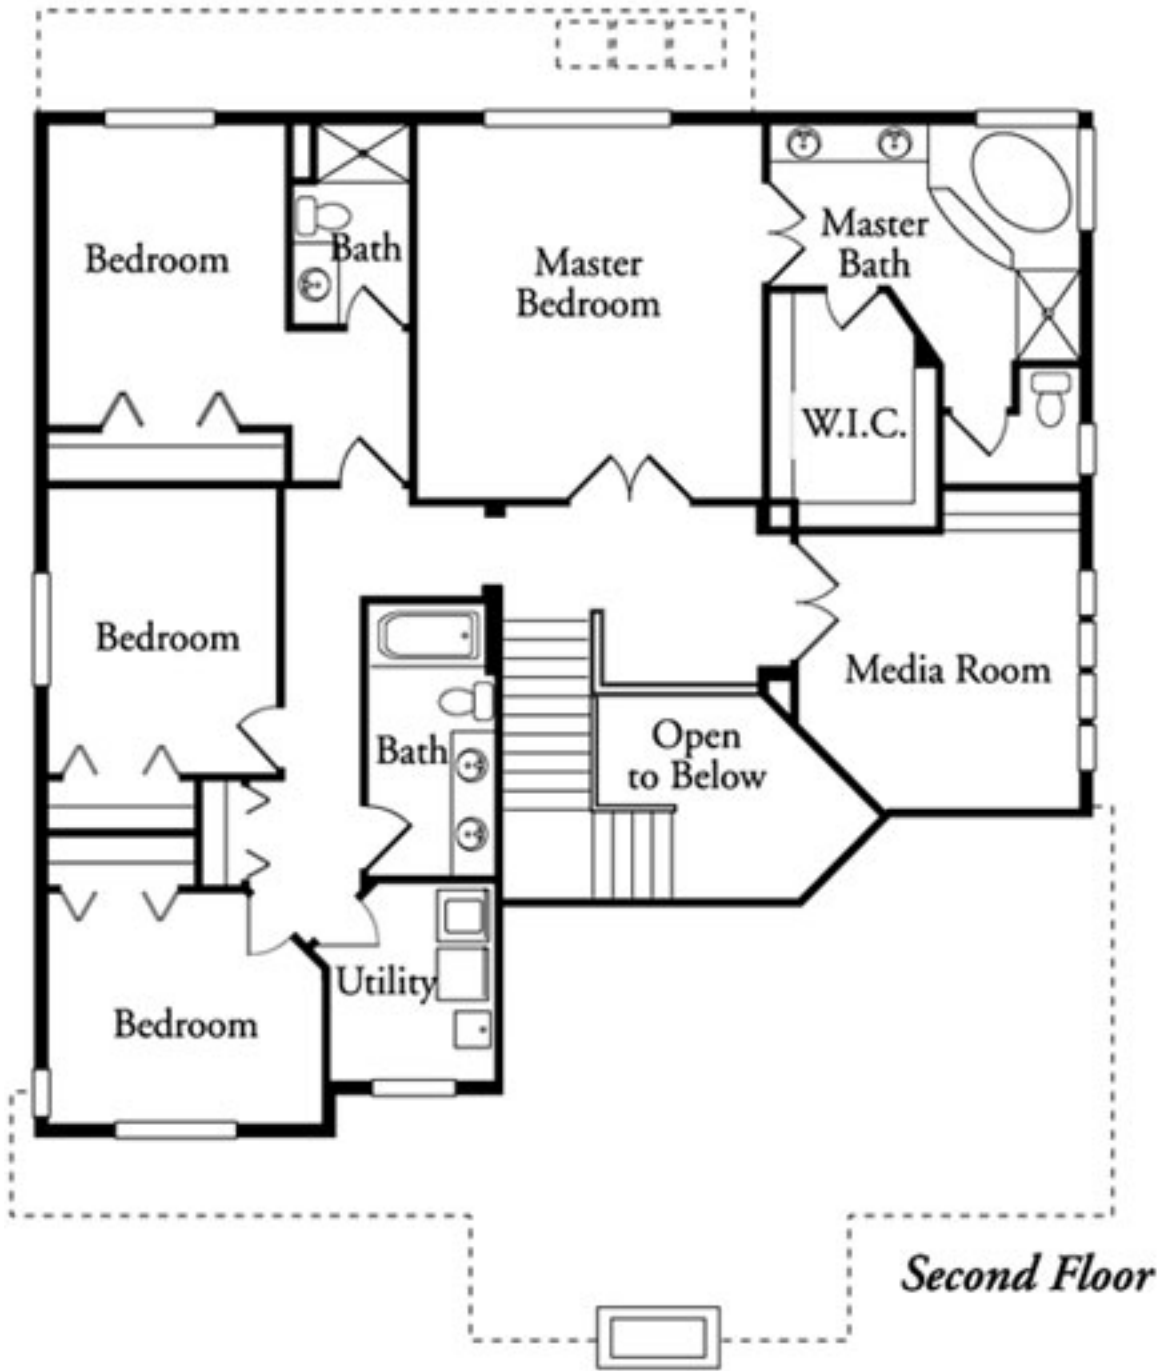 Bedroom
Bath
Master
Bedroom
Master
Bath
W.I.C.
Bedroom
Media Room
Bath
Open
to Below
Utility
Bedroom
Second Floor